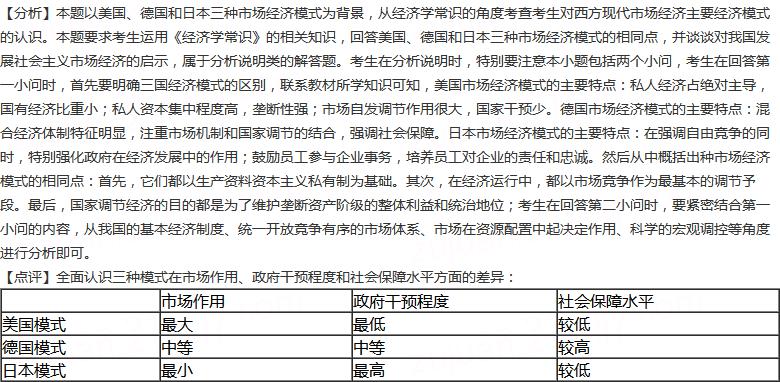 【分析】本题以美国、德国和日本三种市场经济模式为背景，从经济学常识的角度考查考生对西方现代市场经济主要经济模式
的认识。本题要求考生运用《经济学常识》的相关知识，回答美国、德国和日本三种市场经济模式的相同点，并谈谈对我国发
展社会主义市场经济的启示，属于分析说明类的解答题。考生在分析说明时，特别要注意本小题包括两个小问，考生在回答第
一小问时，首先要明确三国经济模式的区别，联系教材所学知识可知，美国市场经济模式的主要特点：私人经济占绝对主导，
国有经济比重小；私人资本集中程度高，垄断性强；市场自发调节作用很大，国家干预少。德国市场经济模式的主要特点：混
合经济体制特征明显，注重市场机制和国家调节的结合，强调社会保障。日本市场经济模式的主要特点：在强调自由竞争的同
时，特别强化政府在经济发展中的作用；鼓励员工参与企业事务，培养员工对企业的责任和忠诚。然后从中概括出种市场经济
模式的相同点：首先，它们都以生产资料资本主义私有制为基础。其次，在经济运行中，都以市场竞争作为最基本的调节予
段。最后，国家调节经济的目的都是为了维护垄断资产阶级的整体利益和统治地位；考生在回答第二小问时，要紧密结合第一
小问的内容，从我国的基本经济制度、统一开放竞争有序的市场体系、市场在资源配置中起决定作用、科学的宏观调控等角度
进行分析即可。
【点评】全面认识三种模式在市场作用、政府干预程度和社会保障水平方面的差异：
市场作用 政府干预程度 社会保障水平
美国模式 最大 最低 较低
德国模式 中等 中等 较高
日本模式 最小 最高 较低